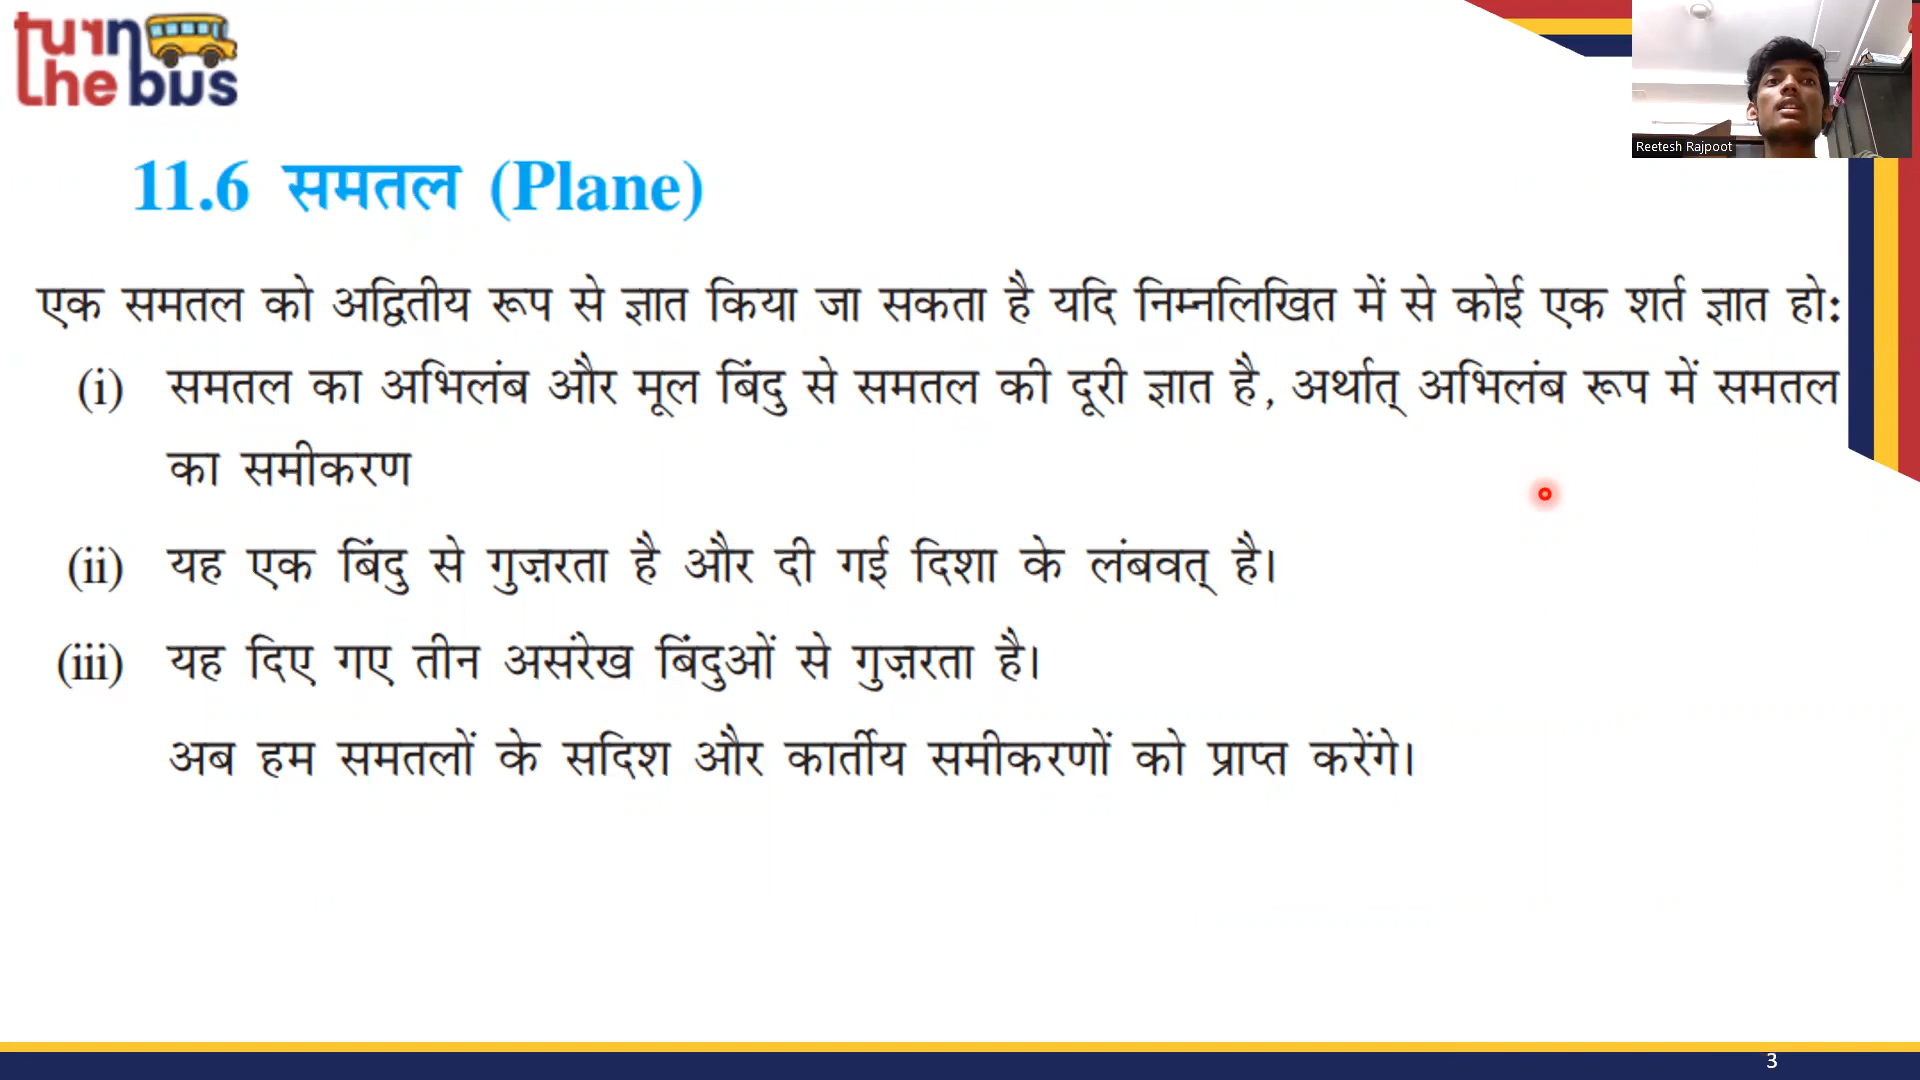 turn
the bus
Reetesh Rajpoot
11.6 समतल (Plane)
एक समतल को अद्वितीय रूप से ज्ञात किया जा सकता है यदि निम्नलिखित में से कोई एक शर्त ज्ञात हो:
(i) समतल का अभिलंब और मूल बिंदु से समतल की दूरी ज्ञात है, अर्थात् अभिलंब रूप में समतल
का समीकरण
(ii) यह एक बिंदु से गुज़रता है और दी गई दिशा के लंबवत् है।
(iii) यह दिए गए तीन असंरेख बिंदुओं से गुज़रता है।
अब हम समतलों के सदिश और कार्तीय समीकरणों को प्राप्त करेंगे।
3